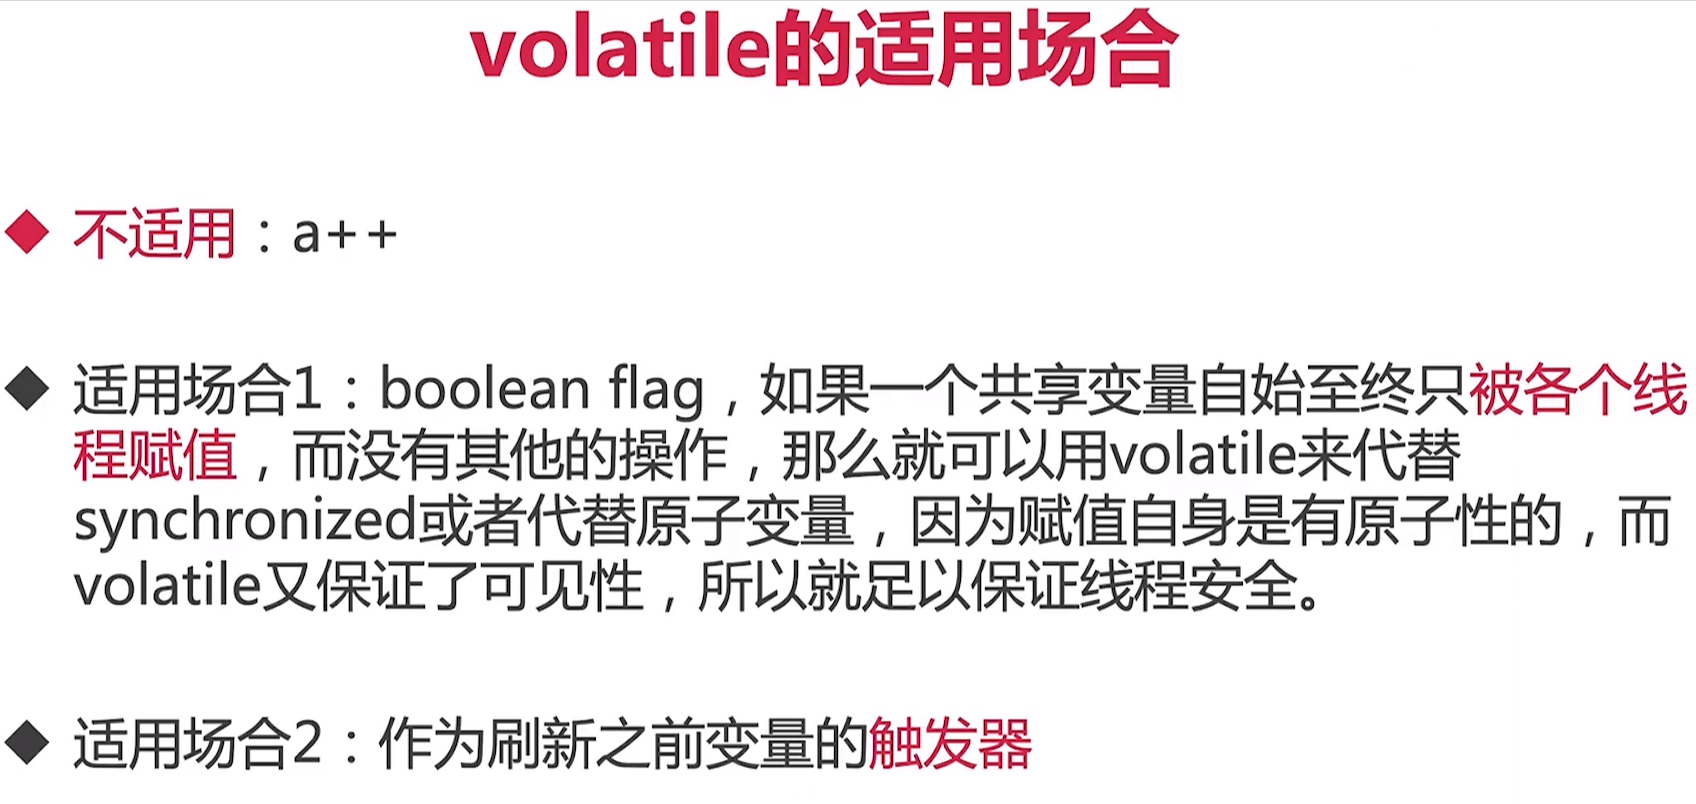 volatile的适用场合
不适用：a++
适用场合1：boolean flag，如果一个共享变量自始至终只被各个线
程赋值，而没有其他的操作，那么就可以用volatile来代替
synchronized或者代替原子变量，因为赋值自身是有原子性的，而
volatile又保证了可见性，所以就足以保证线程安全。
适用场合2：作为刷新之前变量的触发器